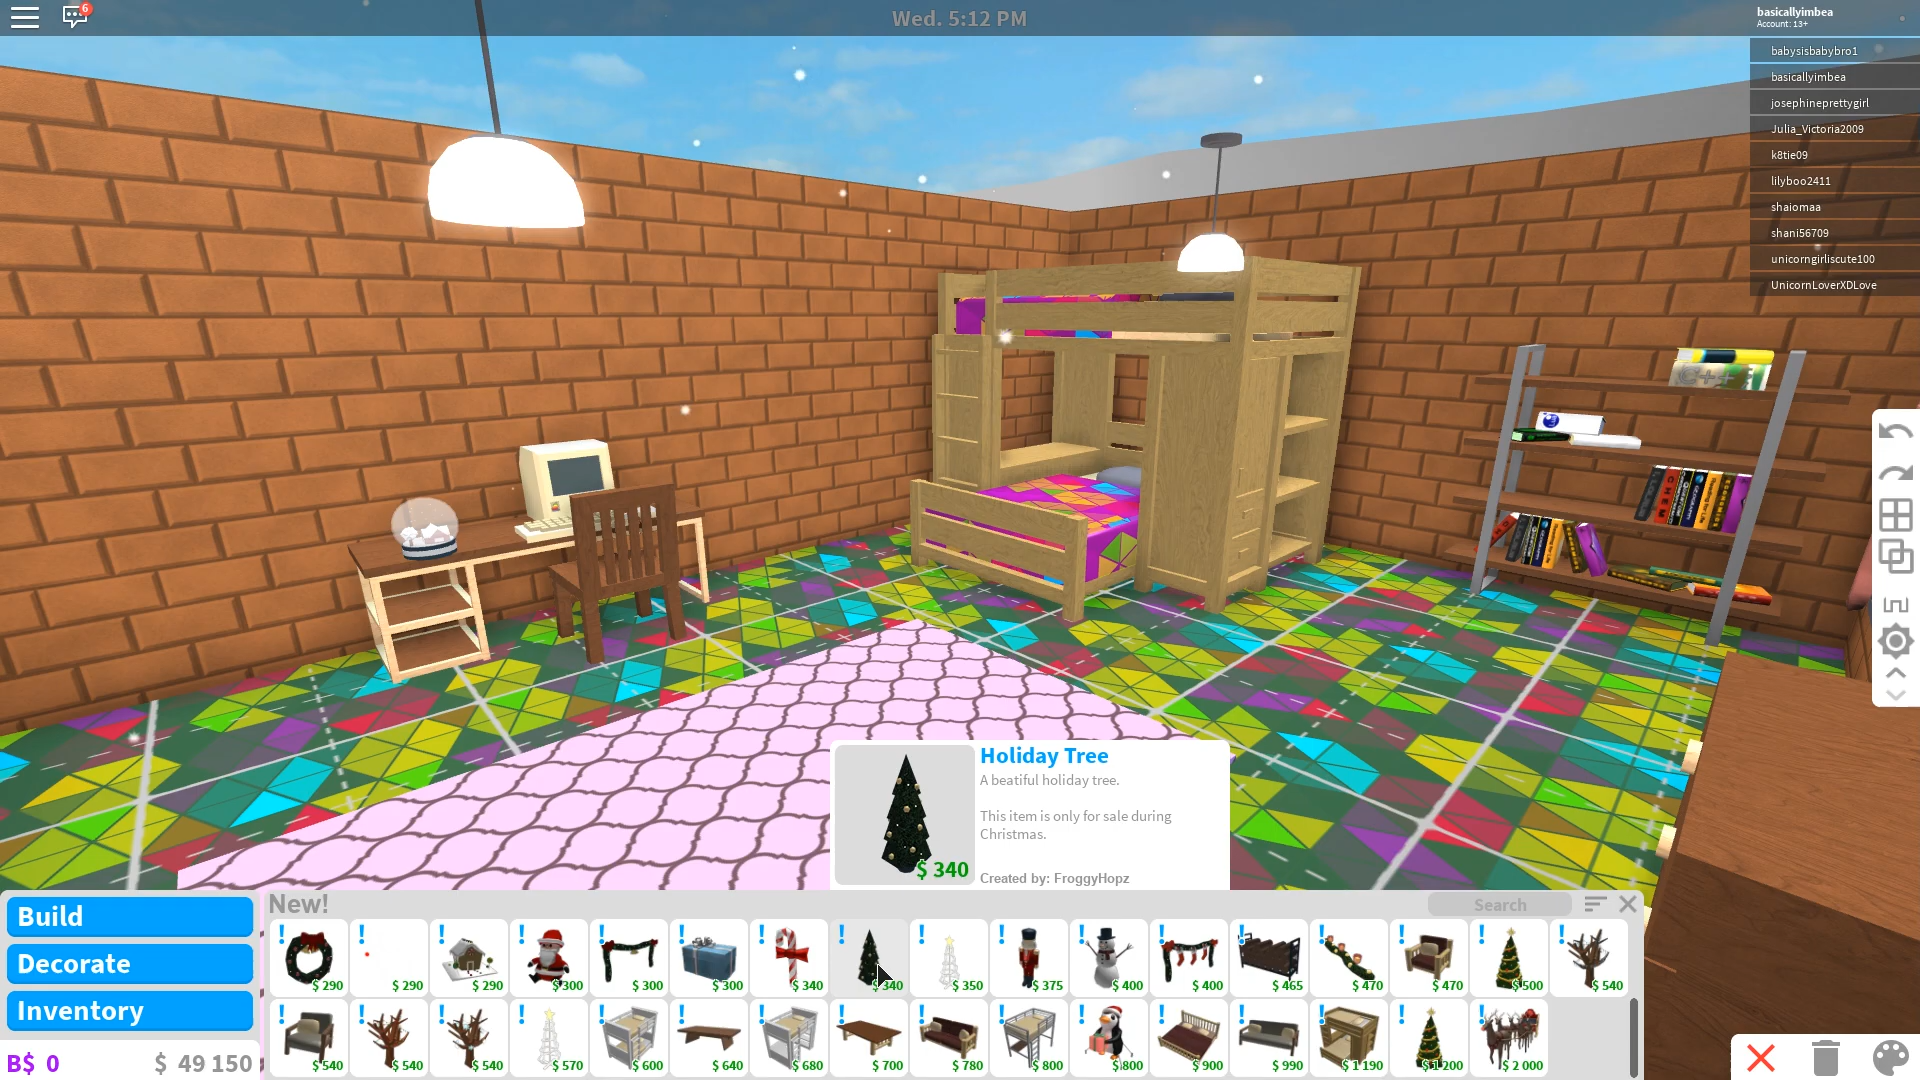 6
Wed. 5:12 PM
basicallyimbea
Account: 13+
babysisbabybro1
basicallyimbea
josephineprettygirl
Julia_Victoria2009
k8tie09
lilyboo2411
shaiomaa
shani56709
unicorngirliscute100
UnicornLoverXDLove
C++
Holiday Tree
A beatiful holiday tree.
This item is only for sale during
Christmas.
$ 340
Created by: FroggyHopz
New!
Search
Build
Decorate
Inventory
B$ 0
$ 49 150
! ! ! ! ! ! ! ! ! ! ! ! ! ! ! ! !
$ 290 $ 290 $ 290 $ 300 $ 300 $ 300 $ 340 $ 340 $ 350 $ 375 $ 400 $ 400 $ 465 $ 470 $ 470 $ 500 $ 540
! ! ! ! ! ! ! ! ! ! ! ! ! ! ! !
$ 540 $ 540 $ 540 $ 570 $ 600 $ 640 $ 680 $ 700 $ 780 $ 800 $ 800 $ 900 $ 990 $ 1 190 $ 1 200 $ 2 000